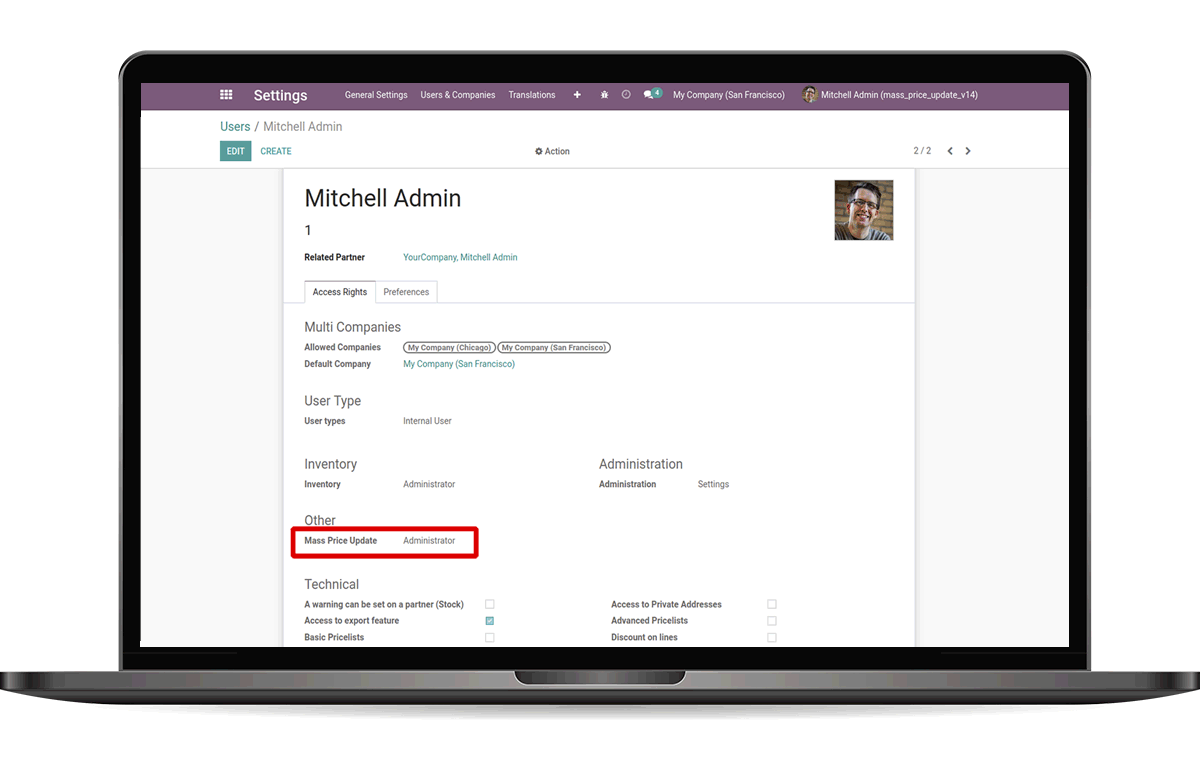 Settings General Settings Users & Companies Translations + 4 My Company (San Francisco) Mitchell Admin (mass_price_update_v14)
Users / Mitchell Admin
EDIT CREATE Action 2 / 2
Mitchell Admin
1
Related Partner YourCompany, Mitchell Admin
Access Rights Preferences
Multi Companies
Allowed Companies My Company (Chicago) My Company (San Francisco)
Default Company My Company (San Francisco)
User Type
User types Internal User
Inventory Administration
Inventory Administrator Administration Settings
Other
Mass Price Update Administrator
Technical
A warning can be set on a partner (Stock) Access to Private Addresses
Access to export feature Advanced Pricelists
Basic Pricelists Discount on lines